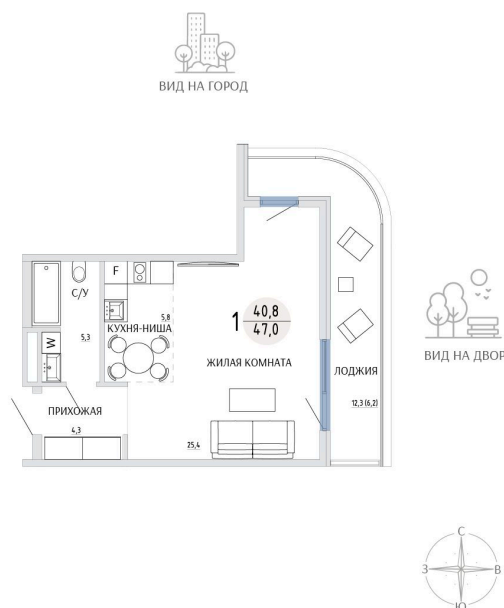 ВИД НА ГОРОД
F
С/У
5,8
КУХНЯ-НИША
1 40,8
47,0
5,3
W
ЖИЛАЯ КОМНАТА
ЛОДЖИЯ
ВИД НА ДВОР
12,3 (6,2)
ПРИХОЖАЯ
4,3
25,4
С
З
В
Ю